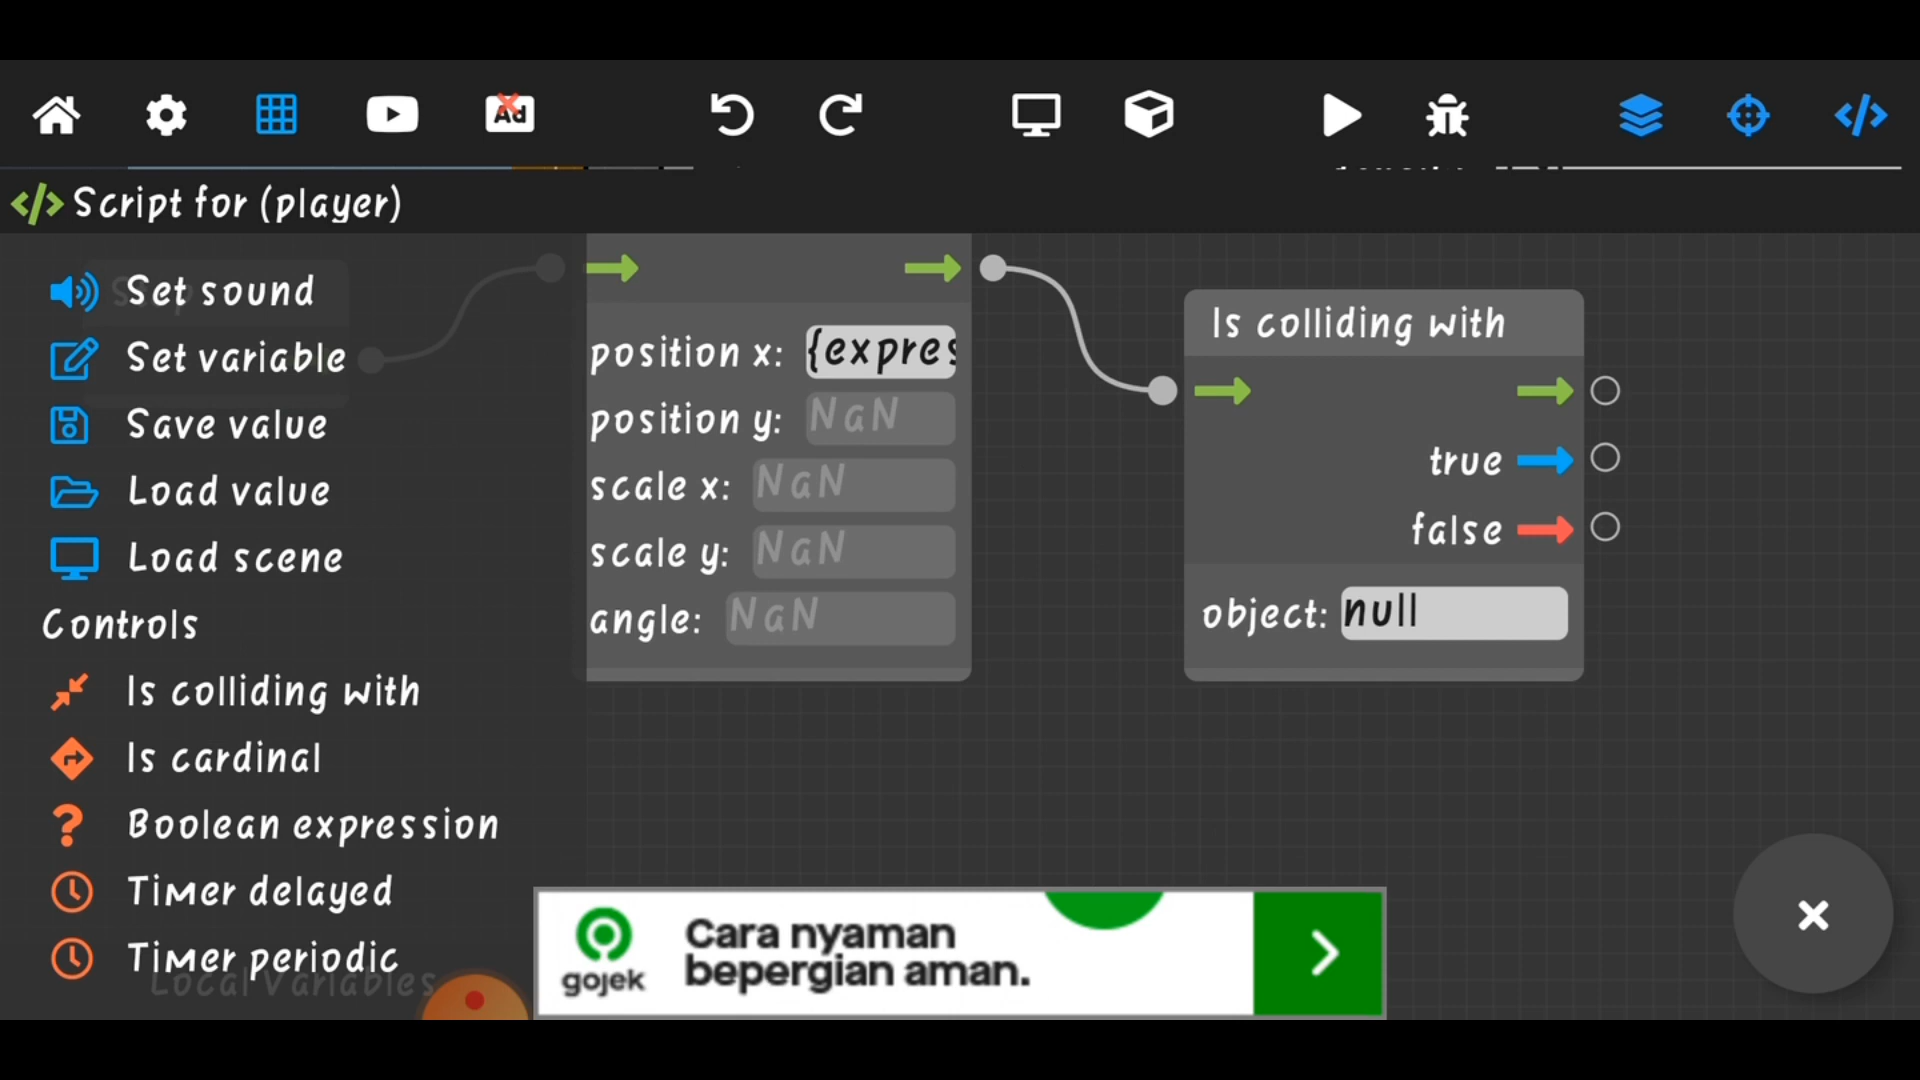 Ad
Script for (player)
Set sound
Set variable
Save value
Load value
Load scene
Controls
Is colliding with
Is cardinal
Boolean expression
Timer delayed
Timer periodic
Local Variables
position x: {expres
position y: NaN
scale x: NaN
scale y: NaN
angle: NaN
Is colliding with
true
false
object: null
gojek
Cara nyaman
bepergian aman.